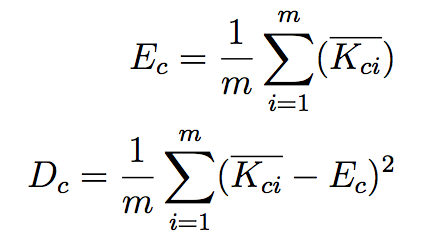 $E_c = \frac{1}{m} \sum_{i=1}^{m} (\overline{K_{ci}})$
$D_c = \frac{1}{m} \sum_{i=1}^{m} (\overline{K_{ci}} - E_c)^2$